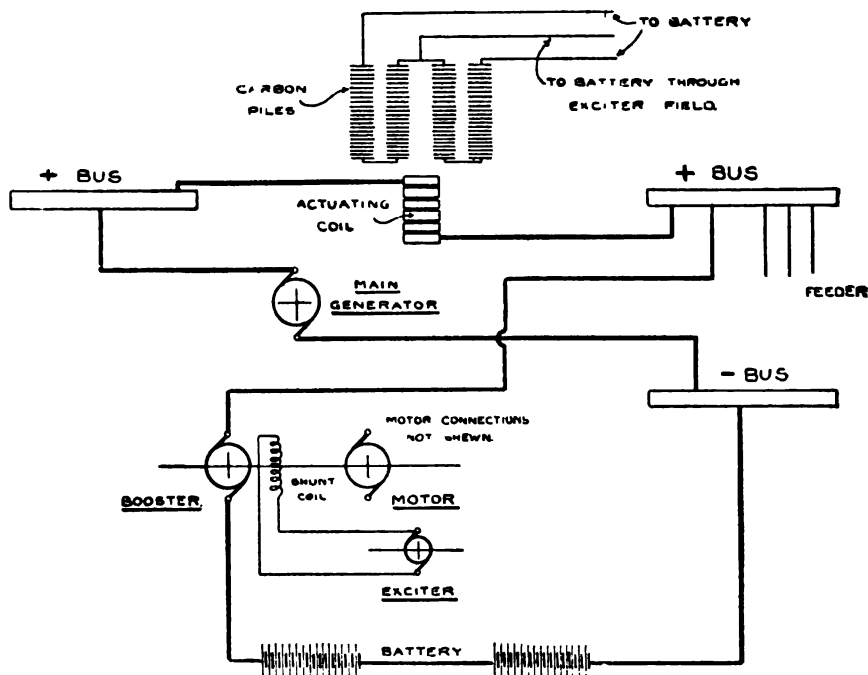 TO BATTERY
TO BATTERY THROUGH
EXCITER FIELD.
CARBON
PILES
+ BUS
+ BUS
ACTUATING
COIL
MAIN
GENERATOR
FEEDER
- BUS
MOTOR CONNECTIONS
NOT SHEWN.
SHUNT
COIL
BOOSTER.
MOTOR
EXCITER
BATTERY